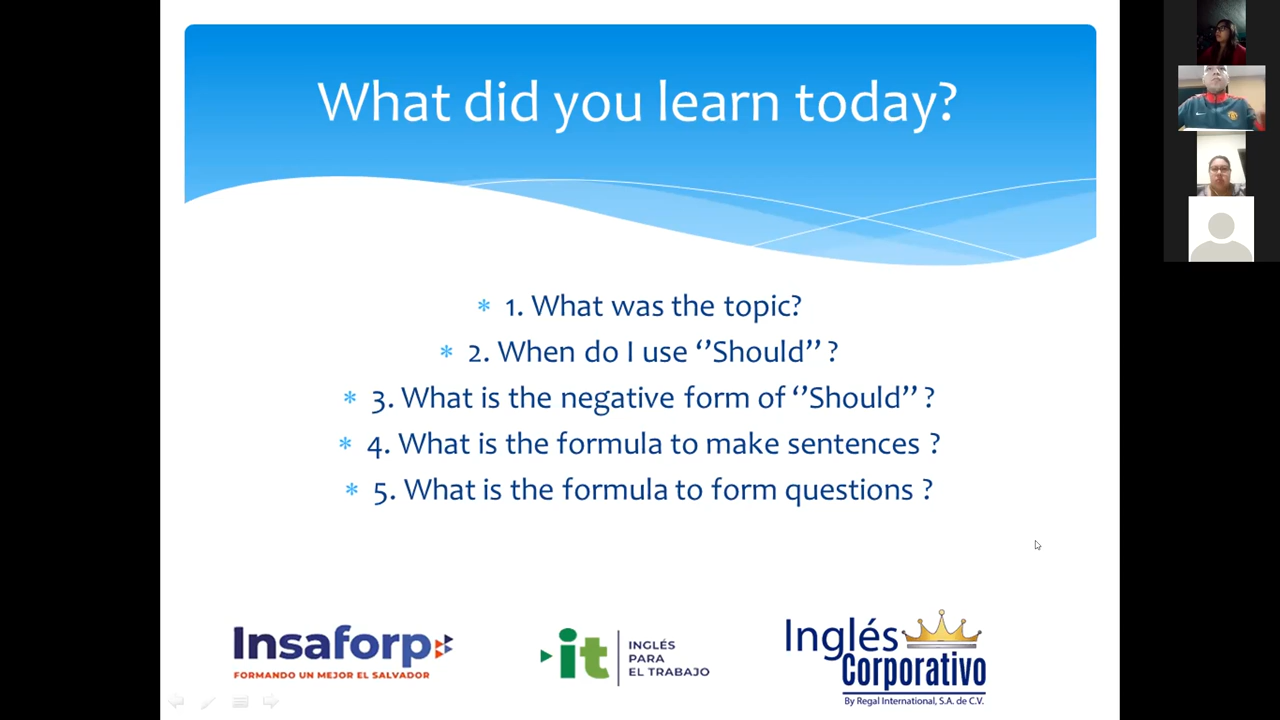 What did you learn today?
* 1. What was the topic?
* 2. When do I use ‘’Should’’ ?
* 3. What is the negative form of ‘’Should’’ ?
* 4. What is the formula to make sentences ?
* 5. What is the formula to form questions ?
Insaforp
FORMANDO UN MEJOR EL SALVADOR
it
INGLÉS
PARA
EL TRABAJO
Inglés
Corporativo
By Regal International, S.A. de C.V.